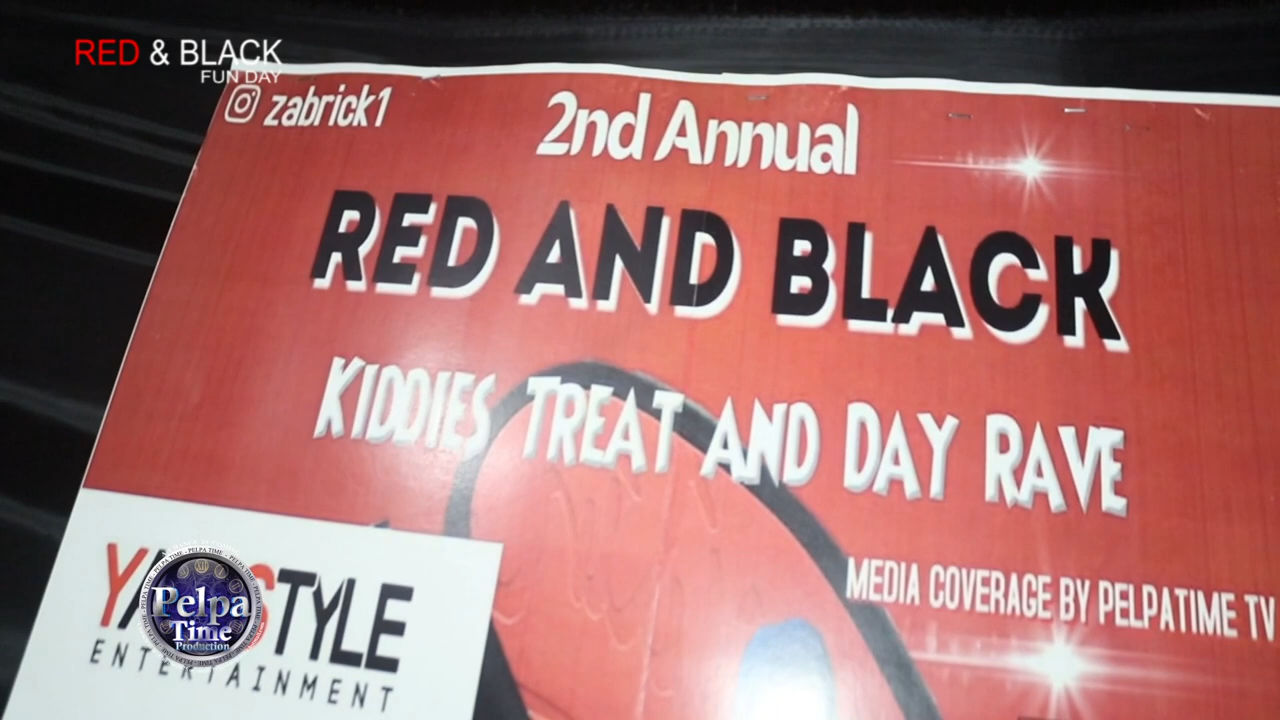 RED & BLACK
FUN DAY
zabrick1
2nd Annual
RED AND BLACK
KIDDIES TREAT AND DAY RAVE
MEDIA COVERAGE BY PELPATIME TV
STYLE
ENTERTAINMENT
Pelpa
Time
Production